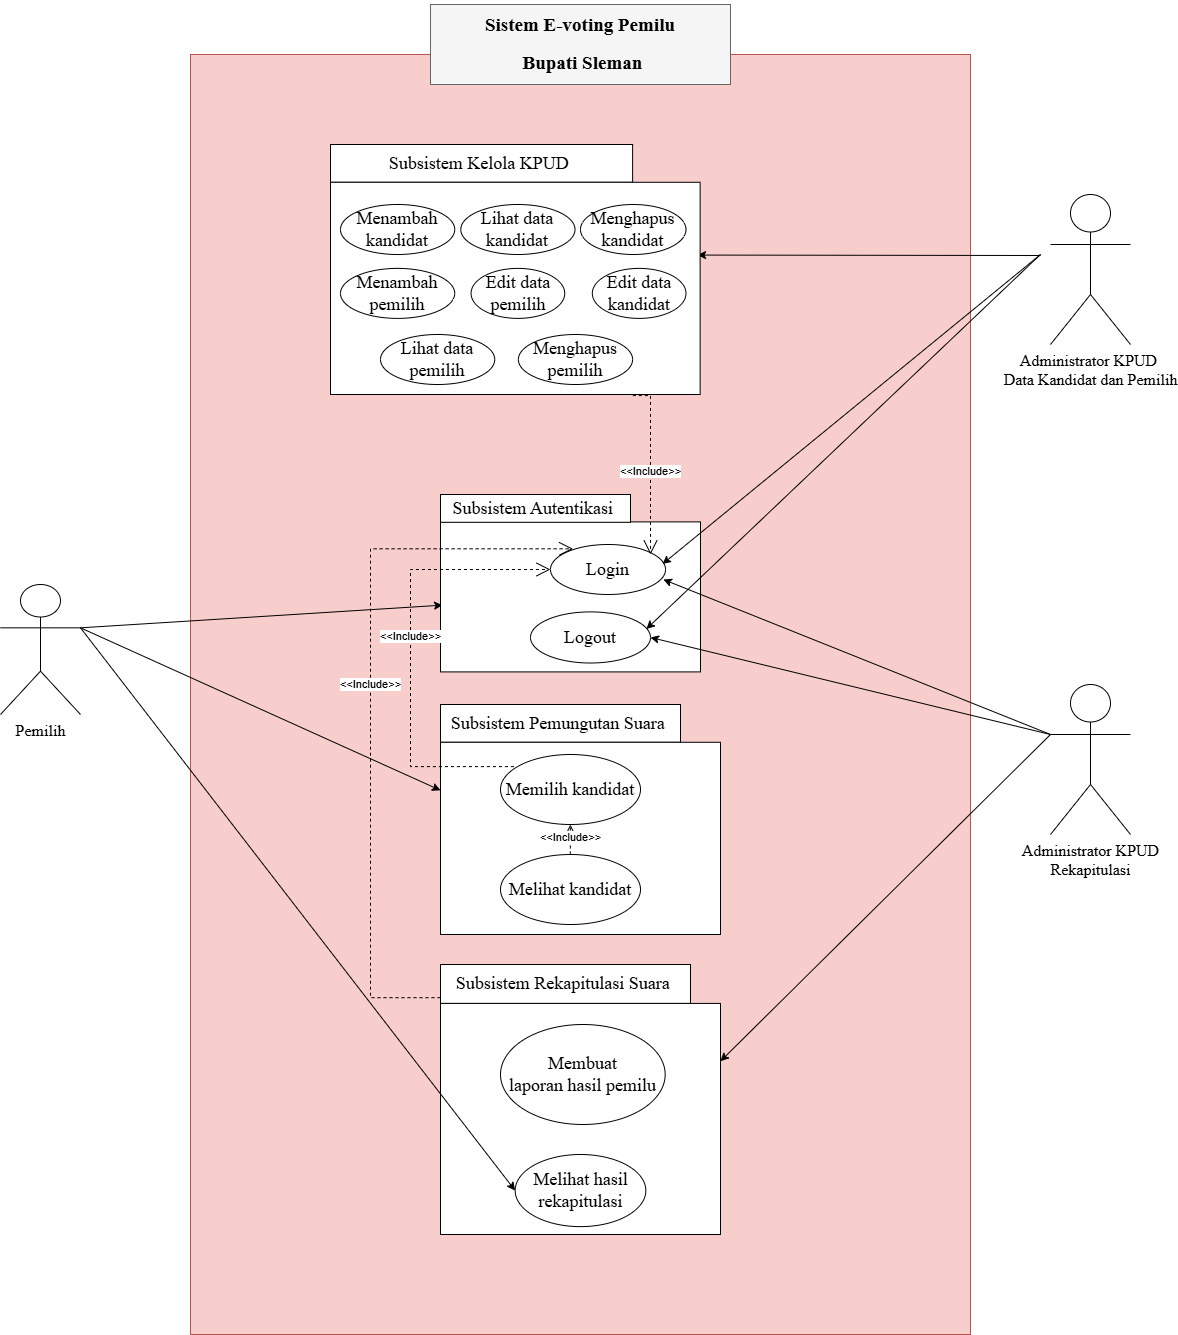 Sistem E-voting Pemilu
Bupati Sleman
Subsistem Kelola KPUD
Menambah
kandidat
Lihat data
kandidat
Menghapus
kandidat
Menambah
pemilih
Edit data
pemilih
Edit data
kandidat
Lihat data
pemilih
Menghapus
pemilih
Administrator KPUD
Data Kandidat dan Pemilih
<<Include>>
Subsistem Autentikasi
Login
Logout
<<Include>>
<<Include>>
Pemilih
Subsistem Pemungutan Suara
Memilih kandidat
<<Include>>
Melihat kandidat
Administrator KPUD
Rekapitulasi
Subsistem Rekapitulasi Suara
Membuat
laporan hasil pemilu
Melihat hasil
rekapitulasi